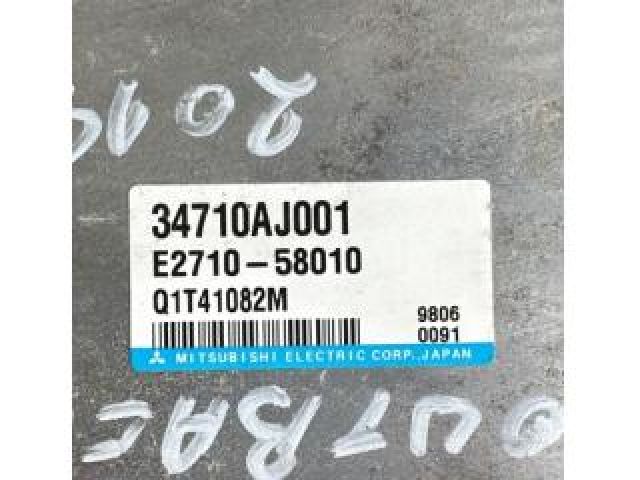 34710AJ001
E2710-58010
Q1T41082M
9806
0091
MITSUBISHI ELECTRIC CORP., JAPAN
OUTBAC